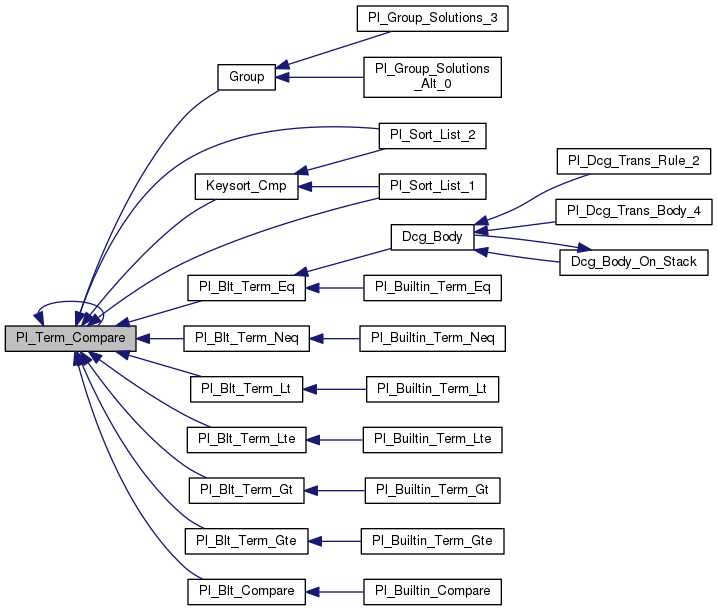 Pl_Group_Solutions_3
Group
Pl_Group_Solutions
_Alt_0
Pl_Sort_List_2
Pl_Dcg_Trans_Rule_2
Keysort_Cmp
Pl_Sort_List_1
Pl_Dcg_Trans_Body_4
Dcg_Body
Dcg_Body_On_Stack
Pl_Blt_Term_Eq
Pl_Builtin_Term_Eq
Pl_Term_Compare
Pl_Blt_Term_Neq
Pl_Builtin_Term_Neq
Pl_Blt_Term_Lt
Pl_Builtin_Term_Lt
Pl_Blt_Term_Lte
Pl_Builtin_Term_Lte
Pl_Blt_Term_Gt
Pl_Builtin_Term_Gt
Pl_Blt_Term_Gte
Pl_Builtin_Term_Gte
Pl_Blt_Compare
Pl_Builtin_Compare